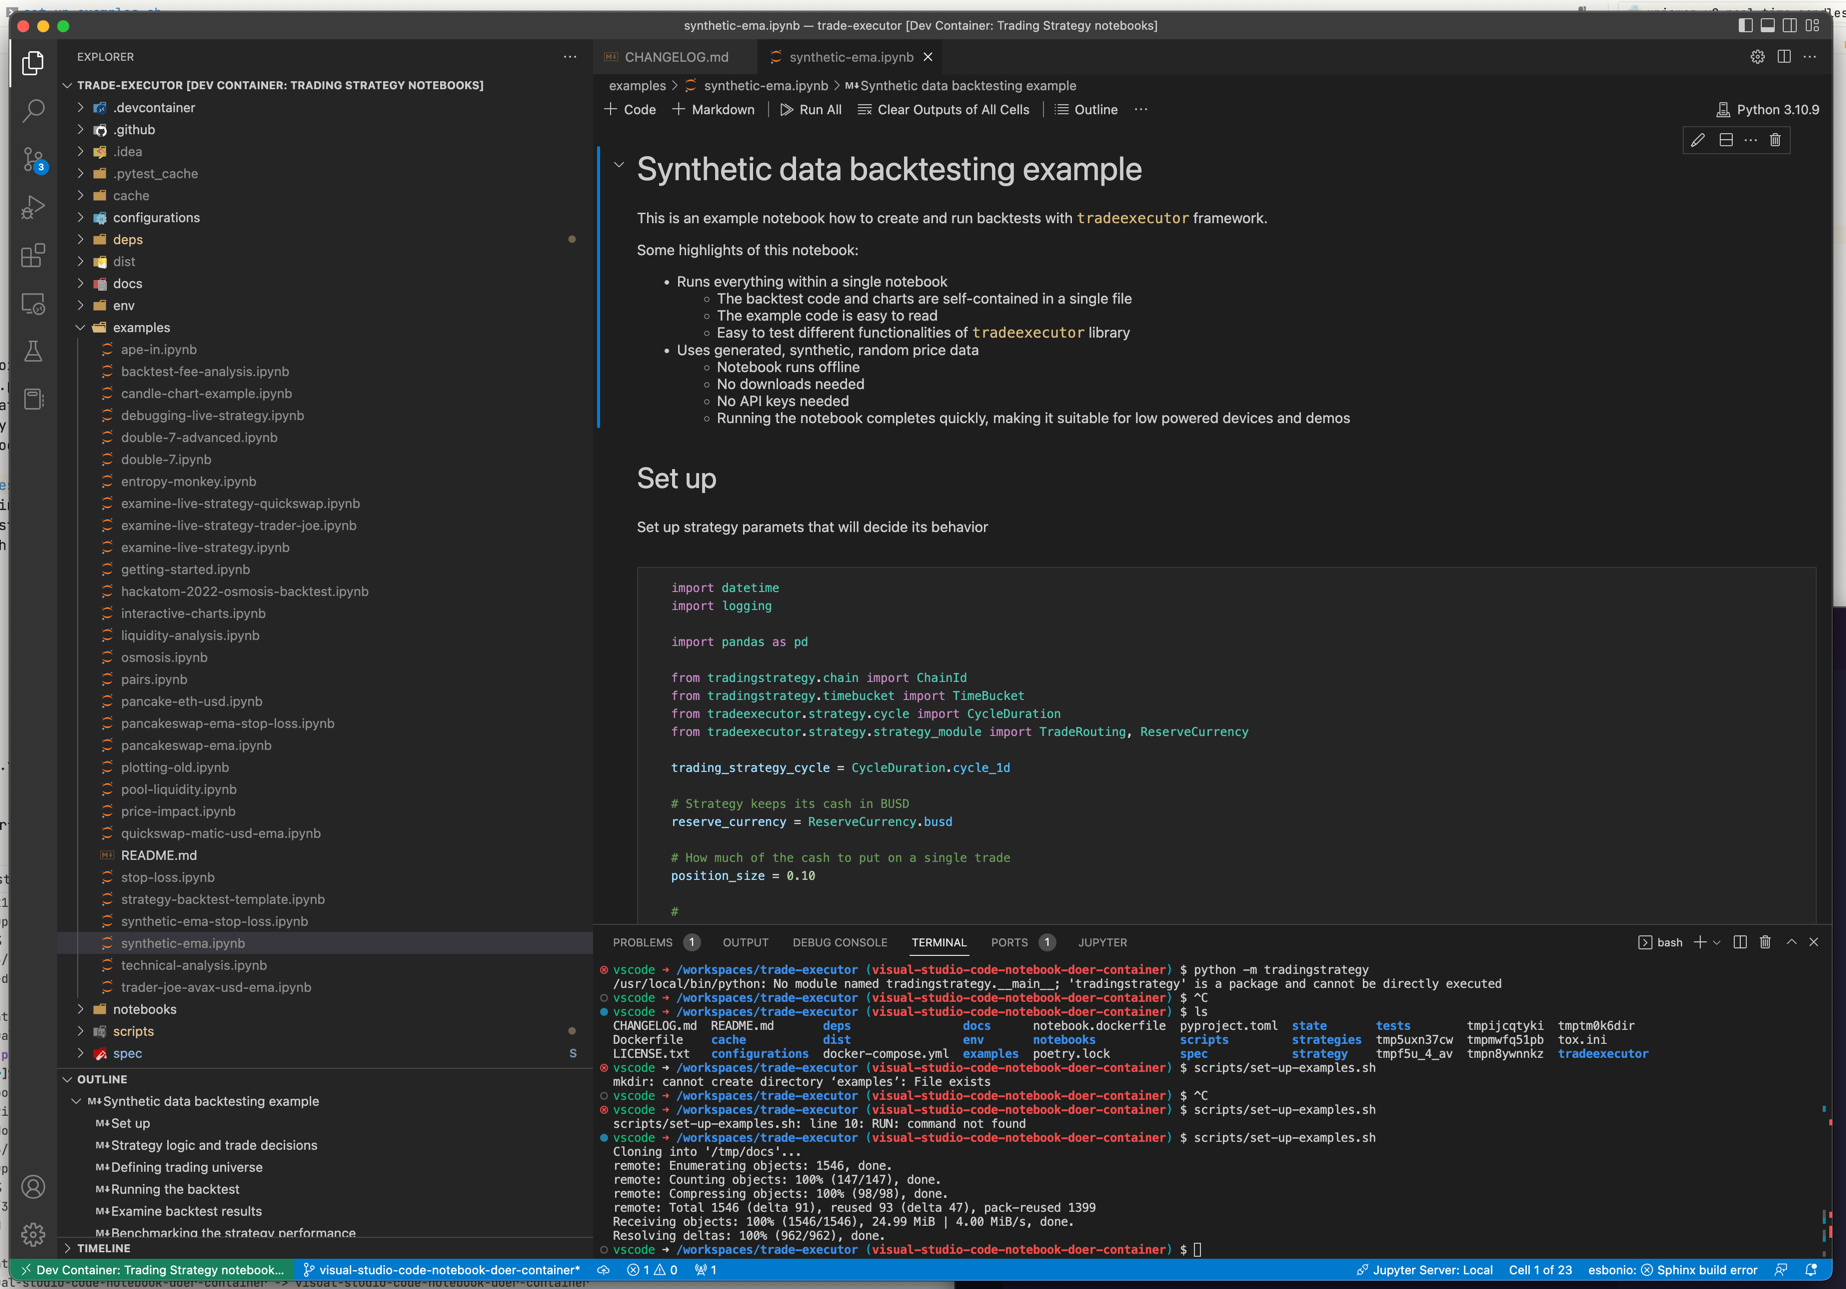 synthetic-ema.ipynb — trade-executor [Dev Container: Trading Strategy notebooks]
EXPLORER
TRADE-EXECUTOR [DEV CONTAINER: TRADING STRATEGY NOTEBOOKS]
.devcontainer
.github
.idea
.pytest_cache
cache
configurations
deps
dist
docs
env
examples
ape-in.ipynb
backtest-fee-analysis.ipynb
candle-chart-example.ipynb
debugging-live-strategy.ipynb
double-7-advanced.ipynb
double-7.ipynb
entropy-monkey.ipynb
examine-live-strategy-quickswap.ipynb
examine-live-strategy-trader-joe.ipynb
examine-live-strategy.ipynb
getting-started.ipynb
hackatom-2022-osmosis-backtest.ipynb
interactive-charts.ipynb
liquidity-analysis.ipynb
osmosis.ipynb
pairs.ipynb
pancake-eth-usd.ipynb
pancakeswap-ema-stop-loss.ipynb
pancakeswap-ema.ipynb
plotting-old.ipynb
pool-liquidity.ipynb
price-impact.ipynb
quickswap-matic-usd-ema.ipynb
README.md
stop-loss.ipynb
strategy-backtest-template.ipynb
synthetic-ema-stop-loss.ipynb
synthetic-ema.ipynb
technical-analysis.ipynb
trader-joe-avax-usd-ema.ipynb
notebooks
scripts
spec S
OUTLINE
M↓Synthetic data backtesting example
M↓Set up
M↓Strategy logic and trade decisions
M↓Defining trading universe
M↓Running the backtest
M↓Examine backtest results
M↓Benchmarking the strategy performance
TIMELINE
3
CHANGELOG.md synthetic-ema.ipynb
examples > synthetic-ema.ipynb > M↓Synthetic data backtesting example
+ Code + Markdown Run All Clear Outputs of All Cells Outline ··· Python 3.10.9
Synthetic data backtesting example
This is an example notebook how to create and run backtests with tradeexecutor framework.
Some highlights of this notebook:
• Runs everything within a single notebook
◦ The backtest code and charts are self-contained in a single file
◦ The example code is easy to read
◦ Easy to test different functionalities of tradeexecutor library
• Uses generated, synthetic, random price data
◦ Notebook runs offline
◦ No downloads needed
◦ No API keys needed
◦ Running the notebook completes quickly, making it suitable for low powered devices and demos
Set up
Set up strategy paramets that will decide its behavior
import datetime
import logging
import pandas as pd
from tradingstrategy.chain import ChainId
from tradingstrategy.timebucket import TimeBucket
from tradeexecutor.strategy.cycle import CycleDuration
from tradeexecutor.strategy.strategy_module import TradeRouting, ReserveCurrency
trading_strategy_cycle = CycleDuration.cycle_1d
# Strategy keeps its cash in BUSD
reserve_currency = ReserveCurrency.busd
# How much of the cash to put on a single trade
position_size = 0.10
#
PROBLEMS 1 OUTPUT DEBUG CONSOLE TERMINAL PORTS 1 JUPYTER bash
vscode → /workspaces/trade-executor (visual-studio-code-notebook-doer-container) $ python -m tradingstrategy
/usr/local/bin/python: No module named tradingstrategy.__main__; 'tradingstrategy' is a package and cannot be directly executed
vscode → /workspaces/trade-executor (visual-studio-code-notebook-doer-container) $ ^C
vscode → /workspaces/trade-executor (visual-studio-code-notebook-doer-container) $ ls
CHANGELOG.md README.md deps docs notebook.dockerfile pyproject.toml state tests tmpijcqtyki tmptm0k6dir
Dockerfile cache dist env notebooks scripts strategies tmp5uxn37cw tmpmwfq51pb tox.ini
LICENSE.txt configurations docker-compose.yml examples poetry.lock spec strategy tmpf5u_4_av tmpn8ywnnkz tradeexecutor
vscode → /workspaces/trade-executor (visual-studio-code-notebook-doer-container) $ scripts/set-up-examples.sh
mkdir: cannot create directory ‘examples’: File exists
vscode → /workspaces/trade-executor (visual-studio-code-notebook-doer-container) $ ^C
vscode → /workspaces/trade-executor (visual-studio-code-notebook-doer-container) $ scripts/set-up-examples.sh
scripts/set-up-examples.sh: line 10: RUN: command not found
vscode → /workspaces/trade-executor (visual-studio-code-notebook-doer-container) $ scripts/set-up-examples.sh
Cloning into '/tmp/docs'...
remote: Enumerating objects: 1546, done.
remote: Counting objects: 100% (147/147), done.
remote: Compressing objects: 100% (98/98), done.
remote: Total 1546 (delta 91), reused 93 (delta 47), pack-reused 1399
Receiving objects: 100% (1546/1546), 24.99 MiB | 4.00 MiB/s, done.
Resolving deltas: 100% (962/962), done.
vscode → /workspaces/trade-executor (visual-studio-code-notebook-doer-container) $
Dev Container: Trading Strategy notebook... visual-studio-code-notebook-doer-container* 1 0 1 Jupyter Server: Local Cell 1 of 23 esbonio: Sphinx build error